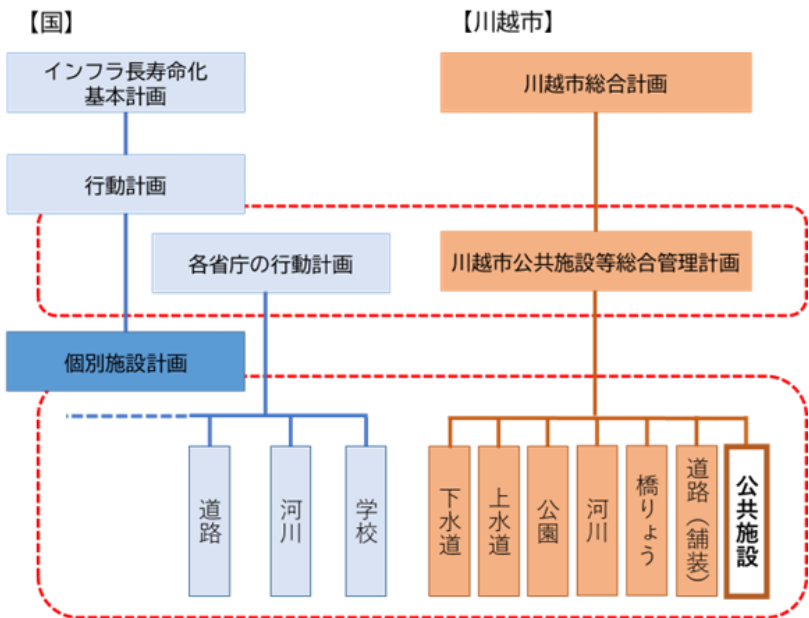 【国】
【川越市】
インフラ長寿命化
基本計画
川越市総合計画
行動計画
各省庁の行動計画
川越市公共施設等総合管理計画
個別施設計画
道路
河川
学校
下水道
上水道
公園
河川
橋りょう
道路（舗装）
公共施設